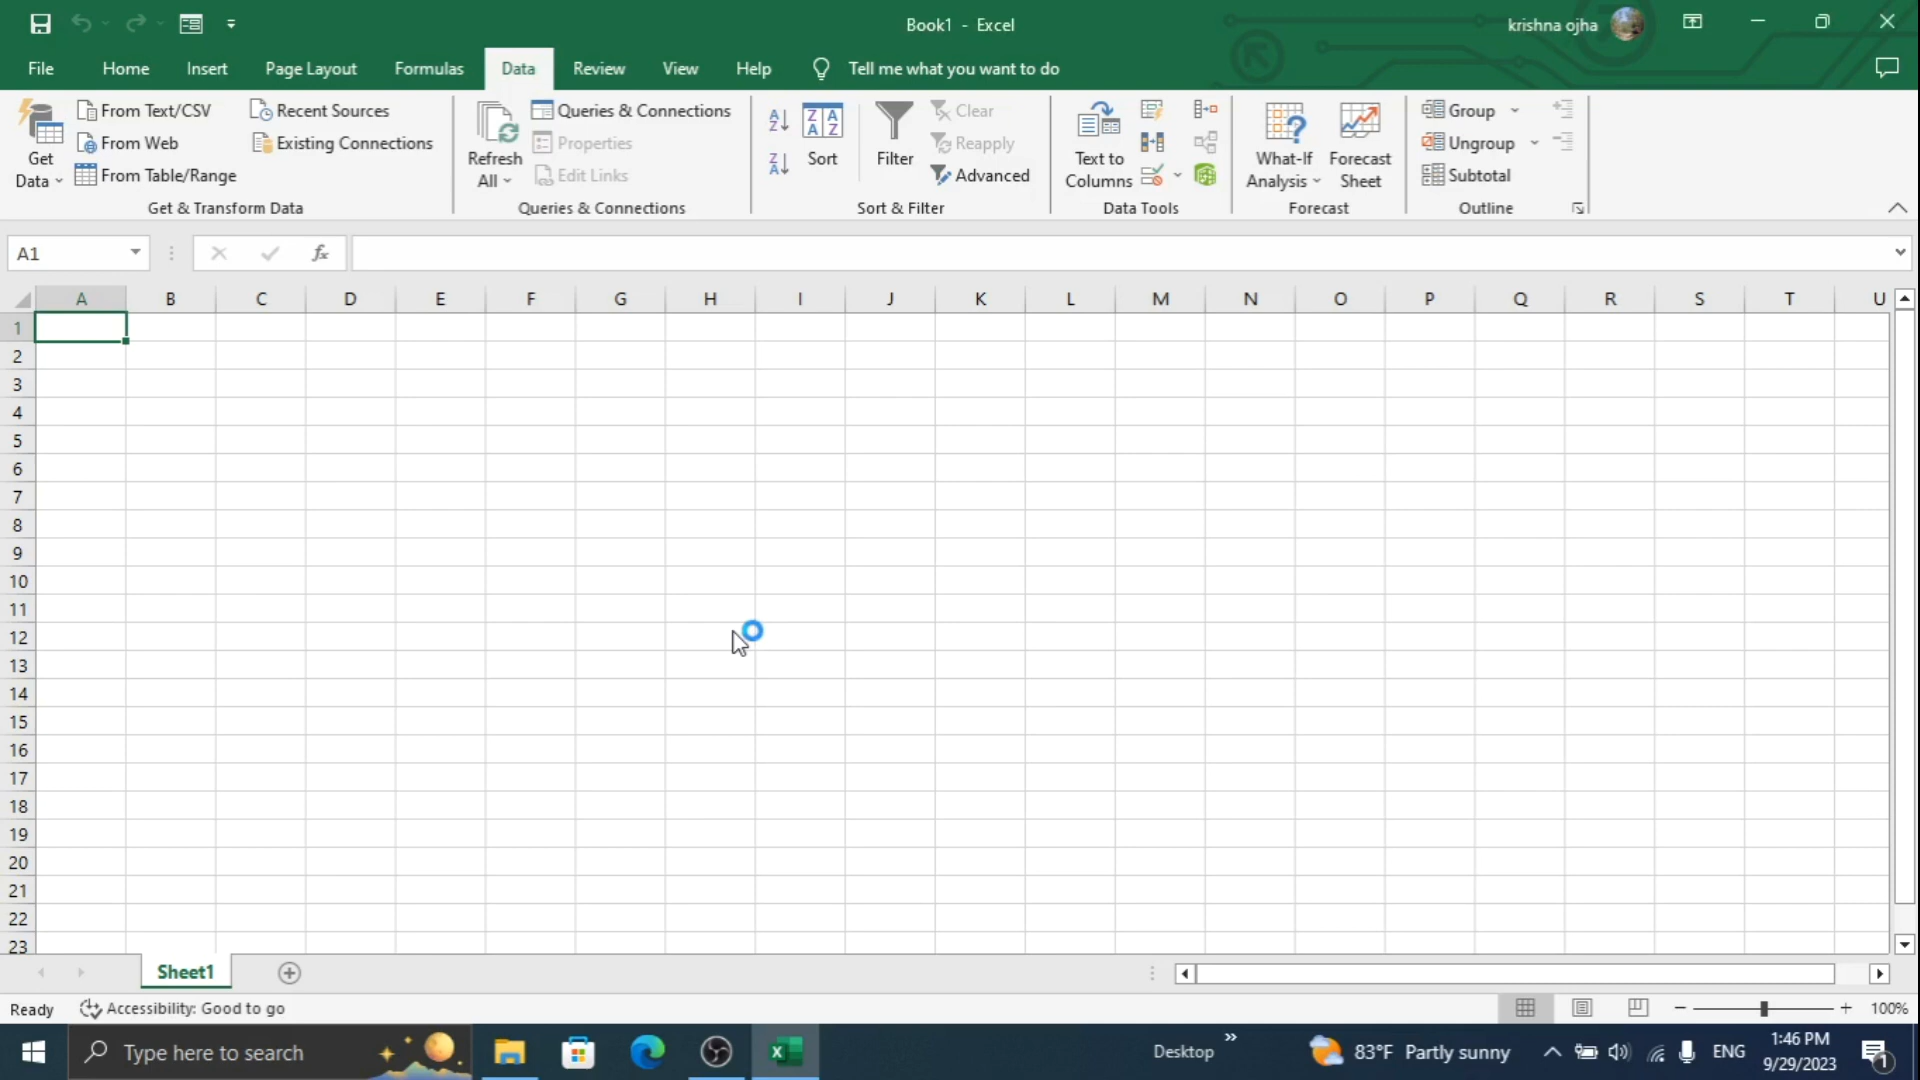 Book1 - Excel
krishna ojha
File Home Insert Page Layout Formulas Data Review View Help Tell me what you want to do
Get Data
From Text/CSV
From Web
From Table/Range
Recent Sources
Existing Connections
Get & Transform Data
Refresh All
Queries & Connections
Properties
Edit Links
Queries & Connections
Sort
Filter
Clear
Reapply
Advanced
Sort & Filter
Text to Columns
Data Tools
What-If Analysis
Forecast Sheet
Forecast
Group
Ungroup
Subtotal
Outline
A1
fx
A B C D E F G H I J K L M N O P Q R S T U
1
2
3
4
5
6
7
8
9
10
11
12
13
14
15
16
17
18
19
20
21
22
23
Sheet1
Ready Accessibility: Good to go 100%
Type here to search
Desktop
83°F Partly sunny
ENG
1:46 PM
9/29/2023
1